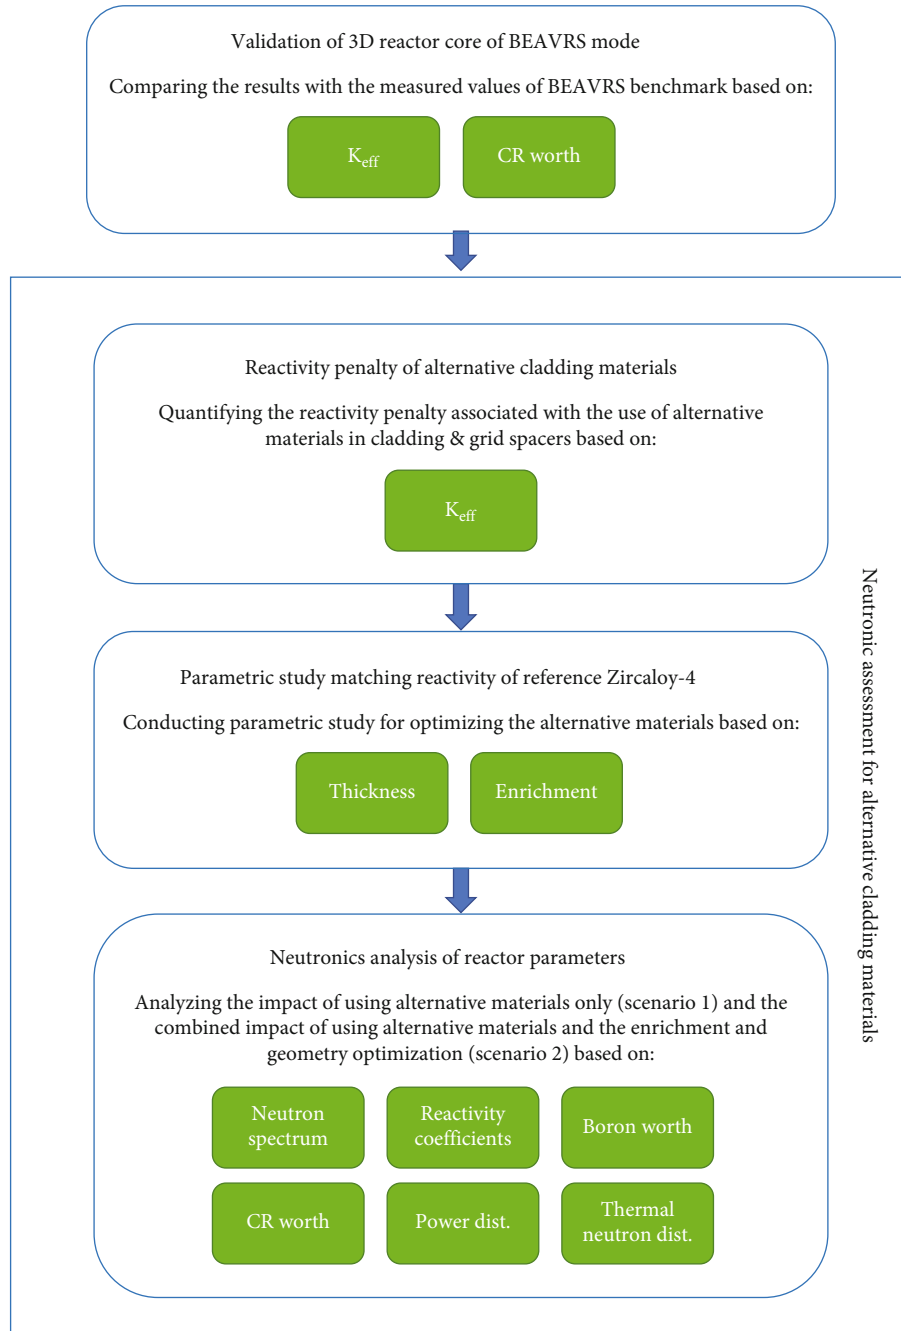 Validation of 3D reactor core of BEAVRS mode
Comparing the results with the measured values of BEAVRS benchmark based on:
Keff
CR worth
Reactivity penalty of alternative cladding materials
Quantifying the reactivity penalty associated with the use of alternative
materials in cladding & grid spacers based on:
Keff
Parametric study matching reactivity of reference Zircaloy-4
Conducting parametric study for optimizing the alternative materials based on:
Thickness
Enrichment
Neutronics analysis of reactor parameters
Analyzing the impact of using alternative materials only (scenario 1) and the
combined impact of using alternative materials and the enrichment and
geometry optimization (scenario 2) based on:
Neutron
spectrum
Reactivity
coefficients
Boron worth
CR worth
Power dist.
Thermal
neutron dist.
Neutronic assessment for alternative cladding materials